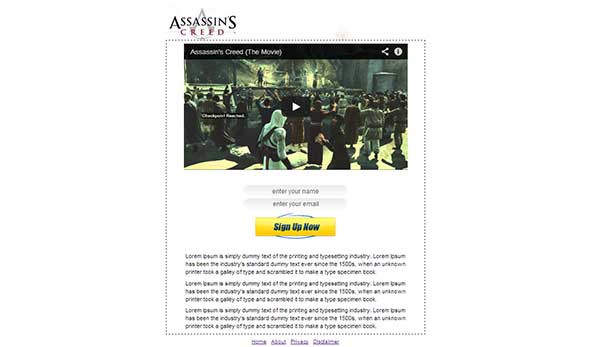 ASSASSIN'S
CREED
Assassin's Creed (The Movie)
Checkpoint Reached.
enter your name
enter your email
Sign Up Now
Lorem Ipsum is simply dummy text of the printing and typesetting industry. Lorem Ipsum
has been the industry's standard dummy text ever since the 1500s, when an unknown
printer took a galley of type and scrambled it to make a type specimen book.
Lorem Ipsum is simply dummy text of the printing and typesetting industry. Lorem Ipsum
has been the industry's standard dummy text ever since the 1500s, when an unknown
printer took a galley of type and scrambled it to make a type specimen book.
Lorem Ipsum is simply dummy text of the printing and typesetting industry. Lorem Ipsum
has been the industry's standard dummy text ever since the 1500s, when an unknown
printer took a galley of type and scrambled it to make a type specimen book.
Home About Privacy Disclaimer